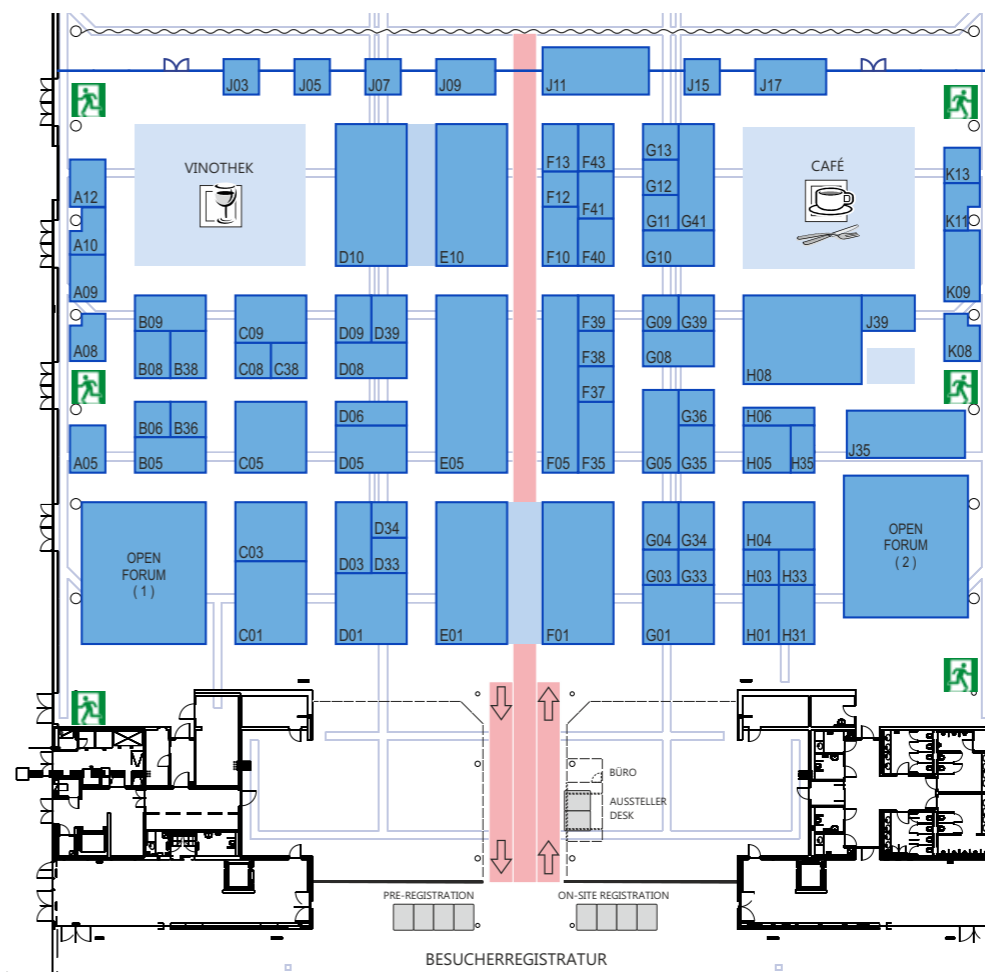 J03
J05
J07
J09
J11
J15
J17
VINOTHEK
CAFÉ
A12
A10
A09
A08
A05
D10
E10
F13
F43
F12
F41
F10
F40
G13
G12
G11
G41
G10
K13
K11
K09
K08
B09
B08
B38
C09
C08
C38
D09
D39
D08
F39
F38
F37
G09
G39
G08
H08
J39
B06
B36
B05
C05
D06
D05
E05
F05
F35
G36
G05
G35
H06
H05
H35
J35
OPEN
FORUM
( 1 )
C03
C01
D34
D03
D33
D01
E01
F01
G04
G34
G03
G33
G01
H04
H03
H33
H01
H31
OPEN
FORUM
( 2 )
BÜRO
AUSSTELLER
DESK
PRE-REGISTRATION
ON-SITE REGISTRATION
BESUCHERREGISTRATUR